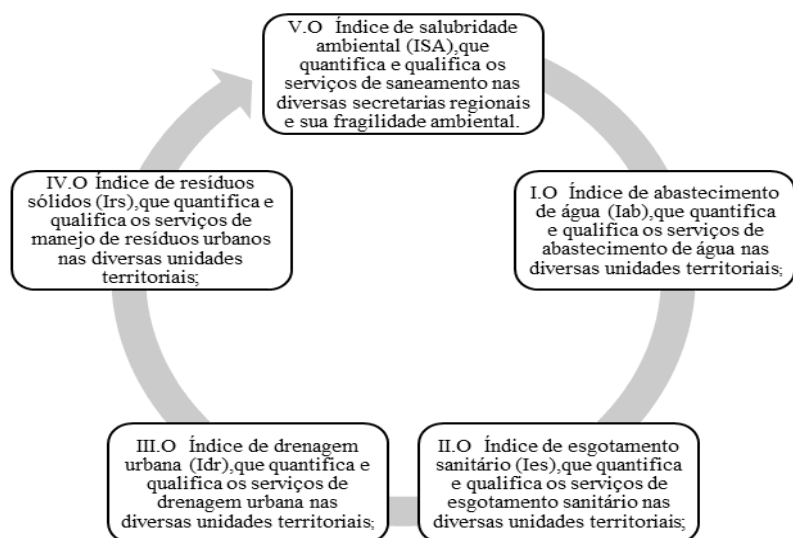 V.O Índice de salubridade
ambiental (ISA),que
quantifica e qualifica os
serviços de saneamento nas
diversas secretarias regionais
e sua fragilidade ambiental.
I.O Índice de abastecimento
de água (Iab),que quantifica
e qualifica os serviços de
abastecimento de água nas
diversas unidades territoriais;
II.O Índice de esgotamento
sanitário (Ies),que quantifica
e qualifica os serviços de
esgotamento sanitário nas
diversas unidades territoriais;
III.O Índice de drenagem
urbana (Idr),que quantifica e
qualifica os serviços de
drenagem urbana nas
diversas unidades territoriais;
IV.O Índice de resíduos
sólidos (Irs),que quantifica e
qualifica os serviços de
manejo de resíduos urbanos
nas diversas unidades
territoriais;